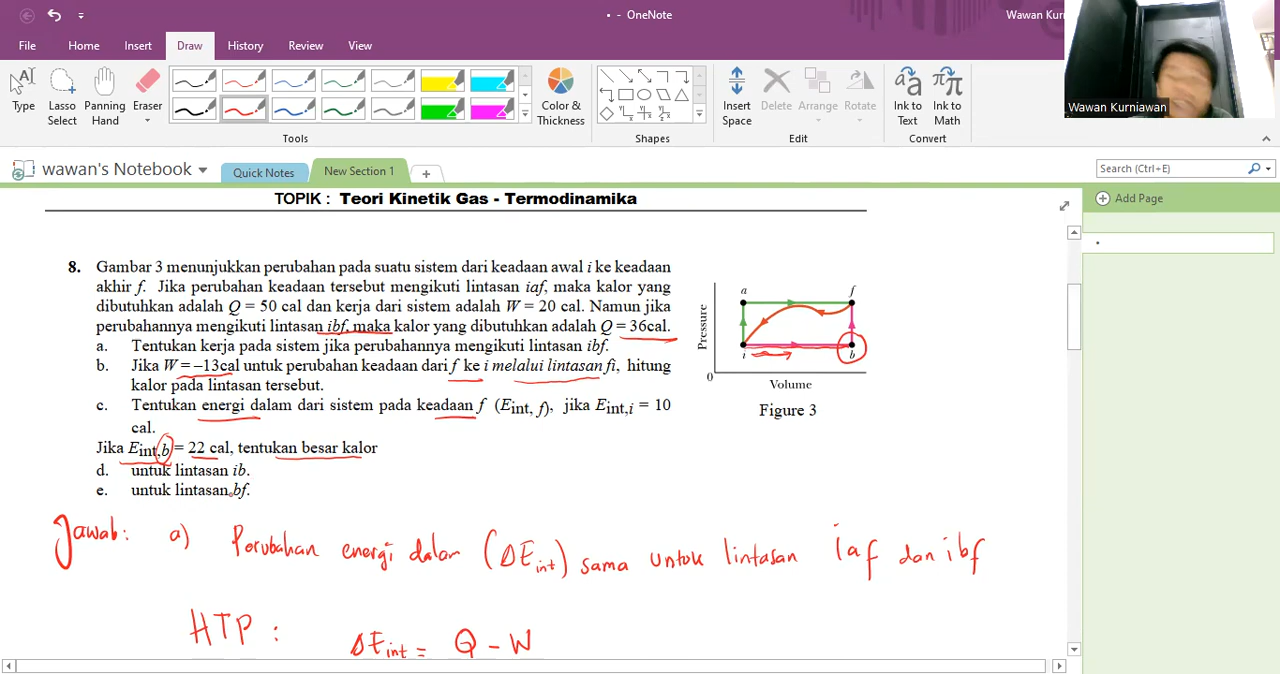 - OneNote
Wawan Kur
File Home Insert Draw History Review View
Type
Lasso Select
Panning Hand
Eraser
Color & Thickness
Insert Space
Delete
Arrange
Rotate
Ink to Text
Ink to Math
Tools
Shapes
Edit
Convert
Wawan Kurniawan
wawan's Notebook
Quick Notes
New Section 1
Search (Ctrl+E)
Add Page
TOPIK : Teori Kinetik Gas - Termodinamika
8. Gambar 3 menunjukkan perubahan pada suatu sistem dari keadaan awal i ke keadaan
akhir f. Jika perubahan keadaan tersebut mengikuti lintasan iaf, maka kalor yang
dibutuhkan adalah Q = 50 cal dan kerja dari sistem adalah W = 20 cal. Namun jika
perubahannya mengikuti lintasan ibf, maka kalor yang dibutuhkan adalah Q = 36cal.
a. Tentukan kerja pada sistem jika perubahannya mengikuti lintasan ibf.
b. Jika W = –13cal untuk perubahan keadaan dari f ke i melalui lintasan fi, hitung
kalor pada lintasan tersebut.
c. Tentukan energi dalam dari sistem pada keadaan f (Eint, f), jika Eint,i = 10
cal.
Jika Eint,b = 22 cal, tentukan besar kalor
d. untuk lintasan ib.
e. untuk lintasan bf.
Pressure
a
f
i
b
0
Volume
Figure 3
Jawab: a) Perubahan energi dalam (ΔEint) sama untuk lintasan iaf dan ibf
HTP : ΔEint = Q - W